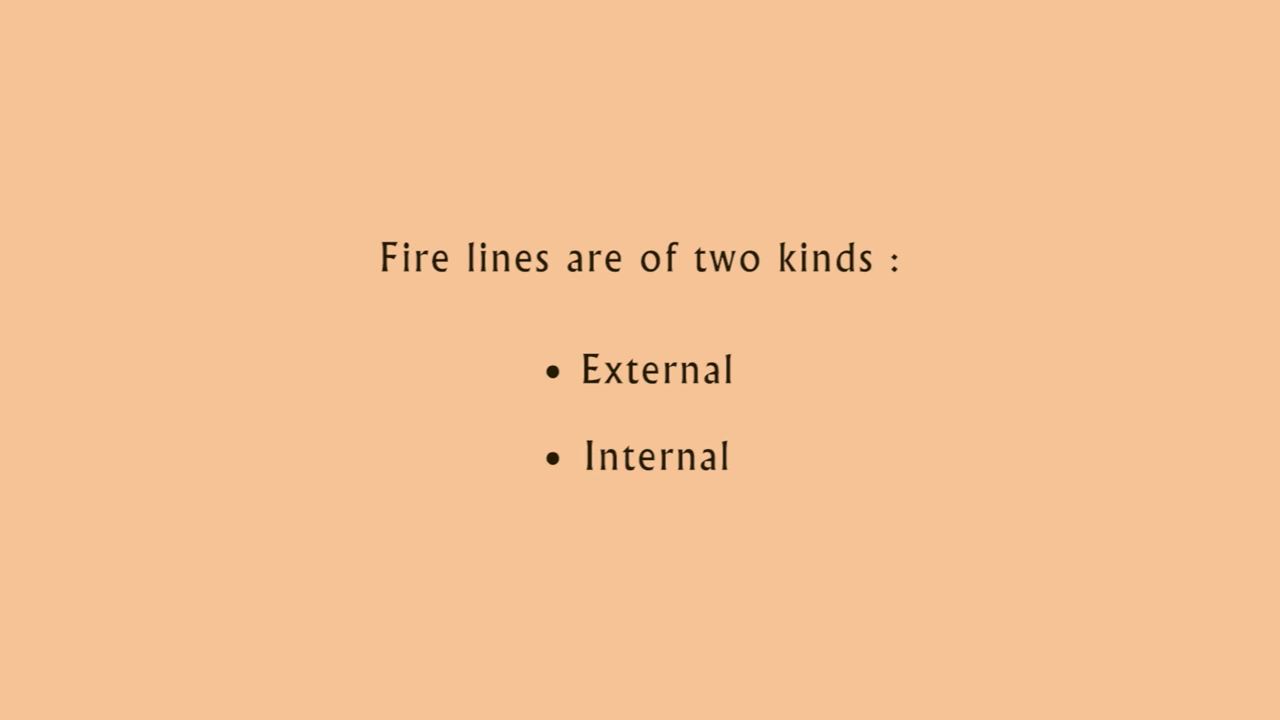 Fire lines are of two kinds :
• External
• Internal